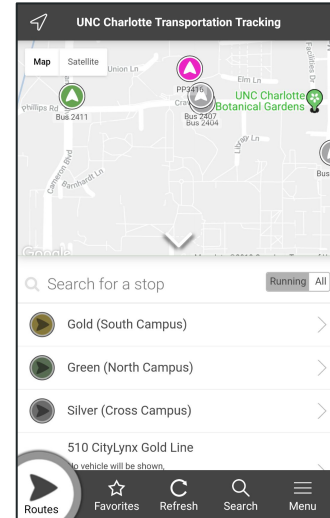 UNC Charlotte Transportation Tracking
Map
Satellite
Union Ln
Elm Ln
Facilities Dr
PP3416
UNC Charlotte
Botanical Gardens
Phillips Rd
Bus 2411
Bus 2407
Bus 2404
Library Ln
Bus
Cameron Blvd
Barnhardt Ln
Google
Search for a stop
Running
All
Gold (South Campus)
Green (North Campus)
Silver (Cross Campus)
510 CityLynx Gold Line
No vehicle will be shown,
Routes
Favorites
Refresh
Search
Menu